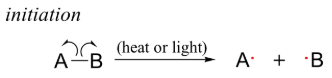 initiation
(heat or light)
A–B → A· + ·B